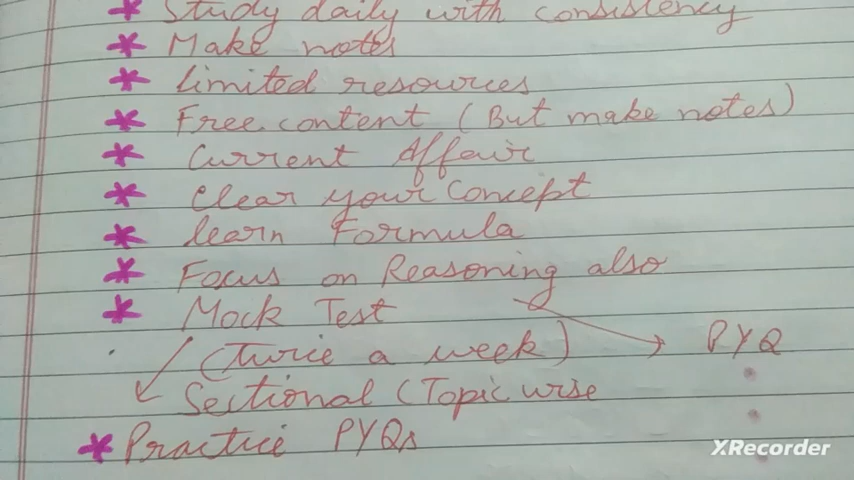 * Study daily with consistency
* Make notes
* limited resources
* Free content (But make notes)
* Current Affair
* Clear your Concept
* learn Formula
* Focus on Reasoning also
* Mock Test
(twice a week) → PYQ
Sectional (Topic wise
* Practice PYQs
XRecorder